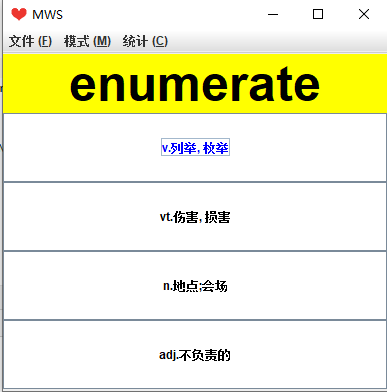 MWS
文件 (F) 模式 (M) 统计 (C)
enumerate
v.列举, 枚举
vt.伤害, 损害
n.地点;会场
adj.不负责的